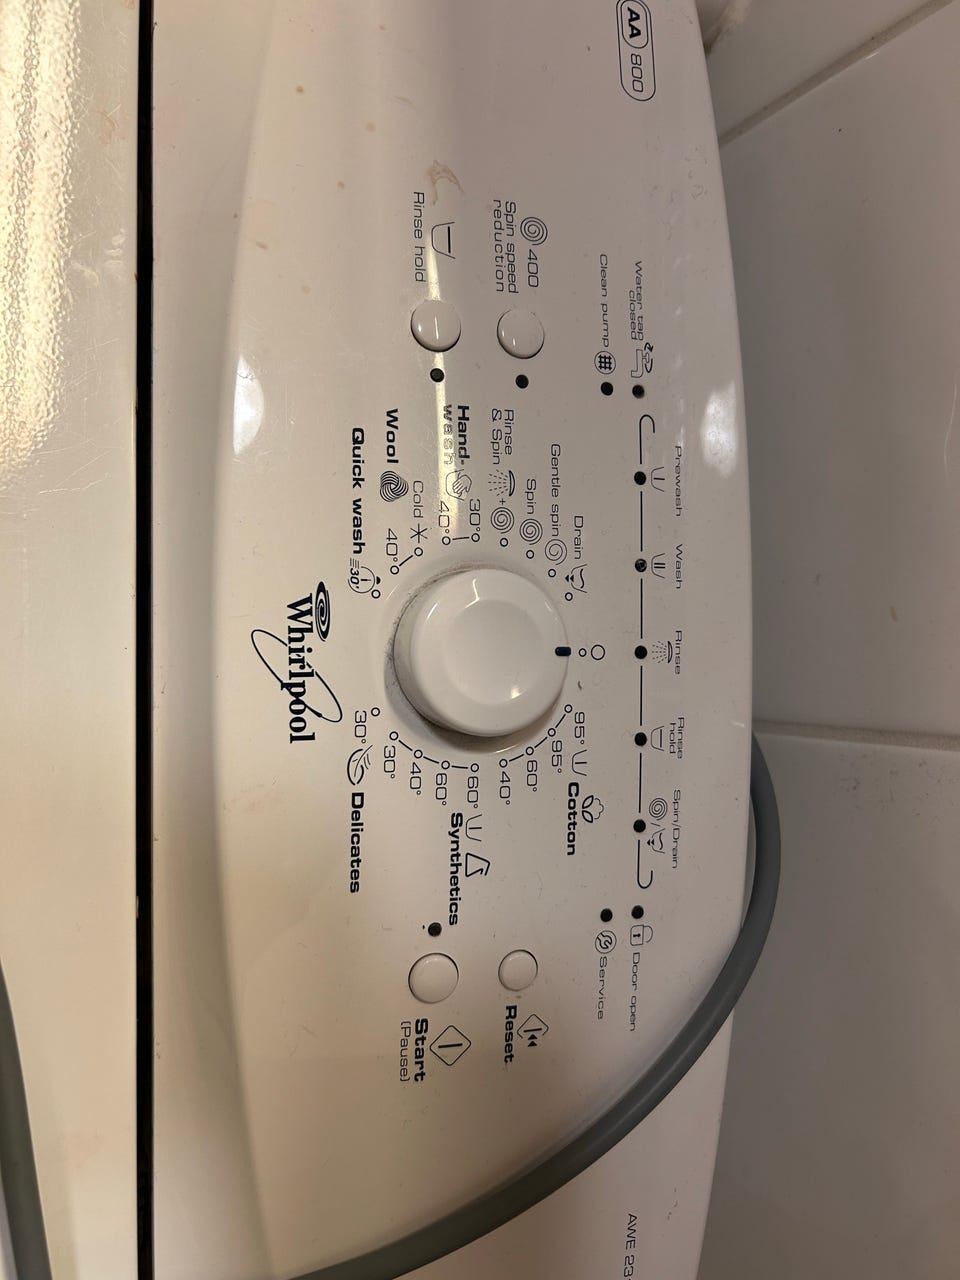 AA 800
Water tap
closed
Clean pump
Prewash
Wash
Rinse
Rinse
hold
Spin/Drain
Door open
Service
400
Spin speed
reduction
Rinse hold
Drain
Gentle spin
Spin
Rinse
& Spin
+
Hand-
wash
30°
40°
Cold
Wool
40°
Quick wash
30'
95°
Cotton
95°
60°
40°
60°
Synthetics
60°
40°
30°
30°
Delicates
Reset
Start
(Pause)
Whirlpool
AWE